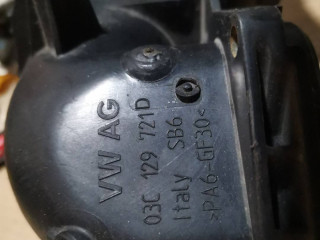 VW AG
03C 129 721D
Italy SB6
>PA6-GF30<